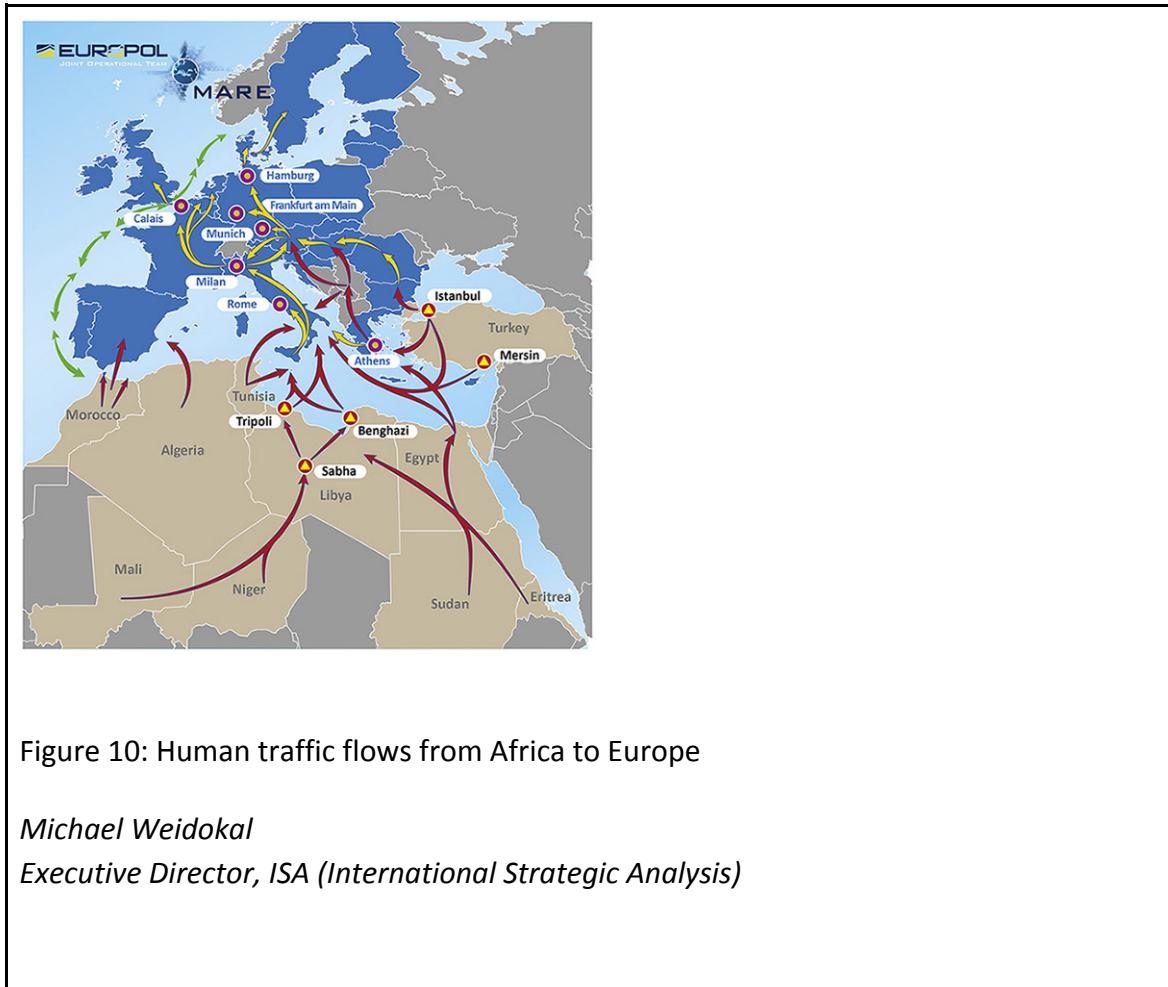 EUROPOL
JOINT OPERATIONAL TEAM
MARE
Hamburg
Frankfurt am Main
Calais
Munich
Milan
Rome
Istanbul
Turkey
Athens
Mersin
Morocco
Tunisia
Tripoli
Benghazi
Algeria
Egypt
Sabha
Libya
Mali
Niger
Sudan
Eritrea
Figure 10: Human traffic flows from Africa to Europe
Michael Weidokal
Executive Director, ISA (International Strategic Analysis)